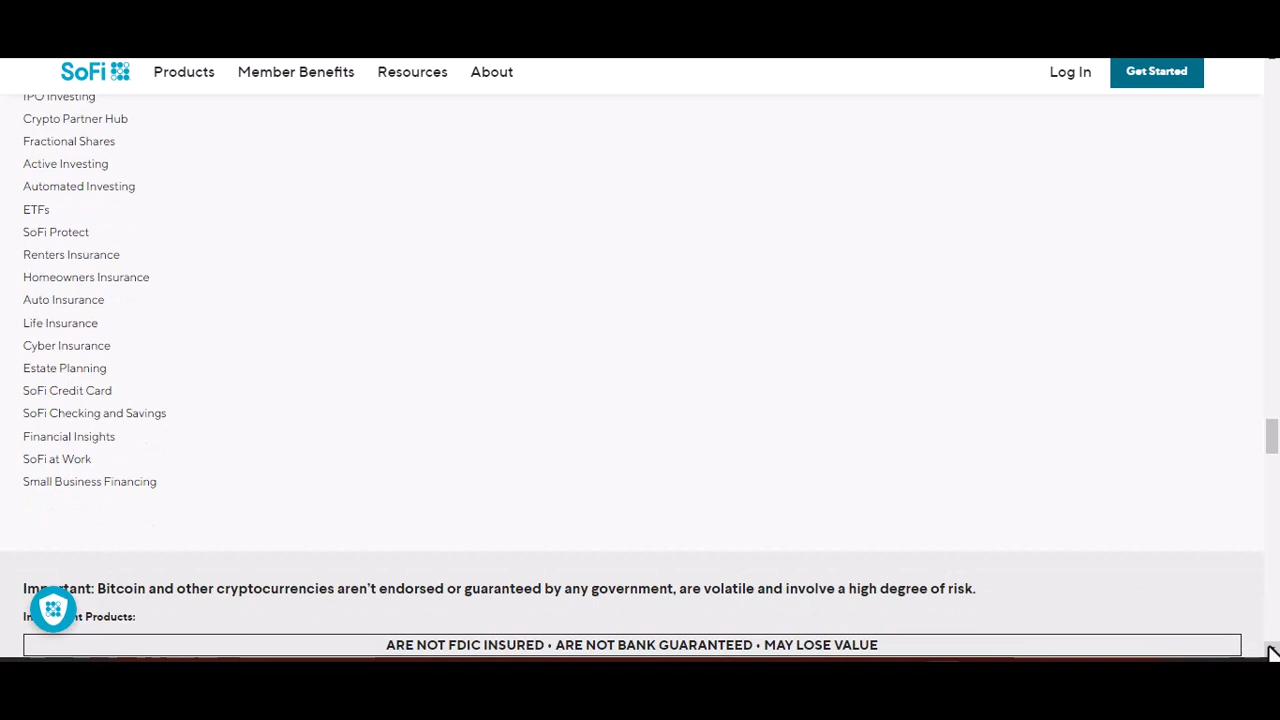 SoFi Products Member Benefits Resources About Log In Get Started
IPO Investing
Crypto Partner Hub
Fractional Shares
Active Investing
Automated Investing
ETFs
SoFi Protect
Renters Insurance
Homeowners Insurance
Auto Insurance
Life Insurance
Cyber Insurance
Estate Planning
SoFi Credit Card
SoFi Checking and Savings
Financial Insights
SoFi at Work
Small Business Financing
Important: Bitcoin and other cryptocurrencies aren't endorsed or guaranteed by any government, are volatile and involve a high degree of risk.
Products:
ARE NOT FDIC INSURED • ARE NOT BANK GUARANTEED • MAY LOSE VALUE